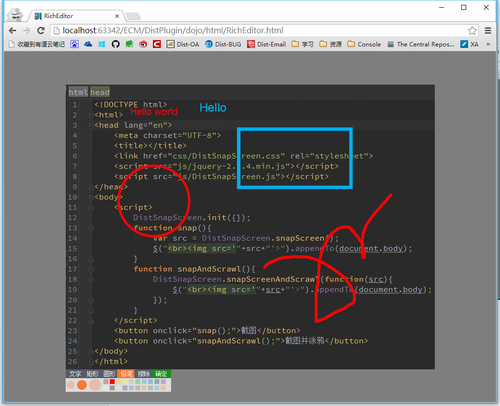 RichEditor
localhost:63342/ECM/DistPlugin/dojo/html/RichEditor.html
收藏到有道云笔记 Dist-OA Dist-BUG Dist-Email 学习 资源 Console The Central Repos... XA
html head
1 <!DOCTYPE html>
2 <html>
Hello world Hello
3 <head lang="en">
4 <meta charset="UTF-8">
5 <title></title>
6 <link href="css/DistSnapScreen.css" rel="stylesheet">
7 <script src="js/jquery-2. .4.min.js"></script>
8 <script src="js/DistSnapScreen.js"></script>
9 </head>
10 <body>
11 <script>
12 DistSnapScreen.init({});
13 function snap(){
14 var src = DistSnapScreen.snapScreen();
15 $("<br><img src='"+src+"'>").appendTo(document.body);
16 }
17 function snapAndScrawl(){
18 DistSnapScreen.snapScreenAndScrawl(function(src){
19 $("<br><img src='"+src+"'>").appendTo(document.body);
20 });
21 }
22 </script>
23 <button onclick="snap();">截图</button>
24 <button onclick="snapAndScrawl();">截图并涂鸦</button>
25 </body>
26 </html>
文字 矩形 圆形 擦除 确定